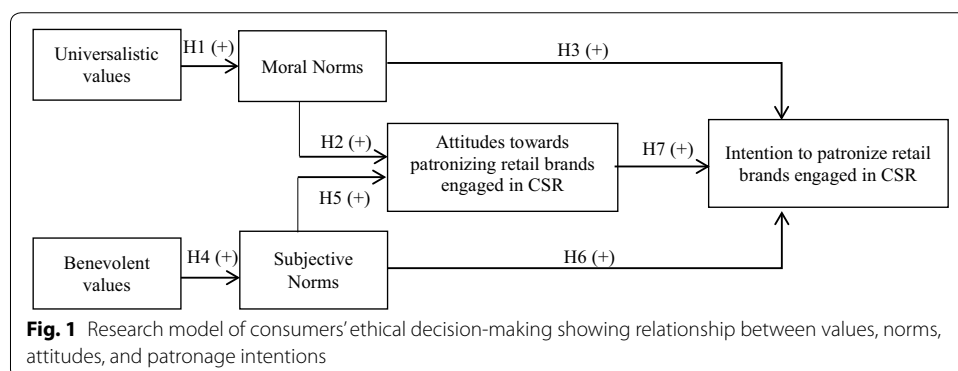 H1 (+)
H3 (+)
Universalistic
values
Moral Norms
H2 (+)
Attitudes towards
patronizing retail brands
engaged in CSR
H7 (+)
Intention to patronize retail
brands engaged in CSR
H5 (+)
H4 (+)
Benevolent
values
Subjective
Norms
H6 (+)
Fig. 1 Research model of consumers' ethical decision-making showing relationship between values, norms,
attitudes, and patronage intentions